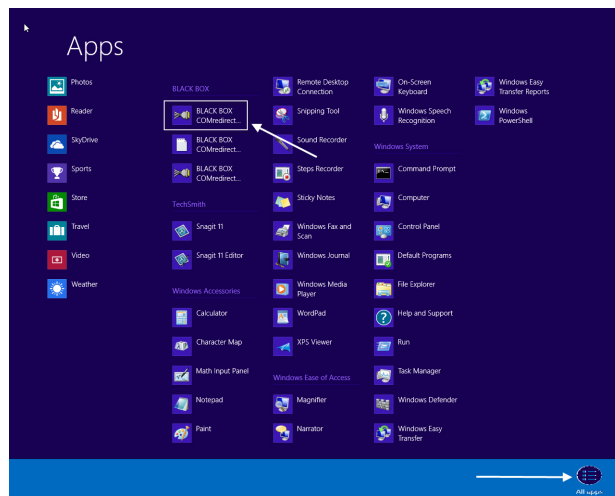 Apps
Photos
Reader
SkyDrive
Sports
Store
Travel
Video
Weather
BLACK BOX
BLACK BOX
COMredirect...
BLACK BOX
COMredirect...
BLACK BOX
COMredirect...
TechSmith
Snagit 11
Snagit 11 Editor
Windows Accessories
Calculator
Character Map
Math Input Panel
Notepad
Paint
Remote Desktop
Connection
Snipping Tool
Sound Recorder
Steps Recorder
Sticky Notes
Windows Fax and
Scan
Windows Journal
Windows Media
Player
WordPad
XPS Viewer
Windows Ease of Access
Magnifier
Narrator
On-Screen
Keyboard
Windows Speech
Recognition
Windows System
Command Prompt
Computer
Control Panel
Default Programs
File Explorer
Help and Support
Run
Task Manager
Windows Defender
Windows Easy
Transfer
Windows Easy
Transfer Reports
Windows
PowerShell
All apps